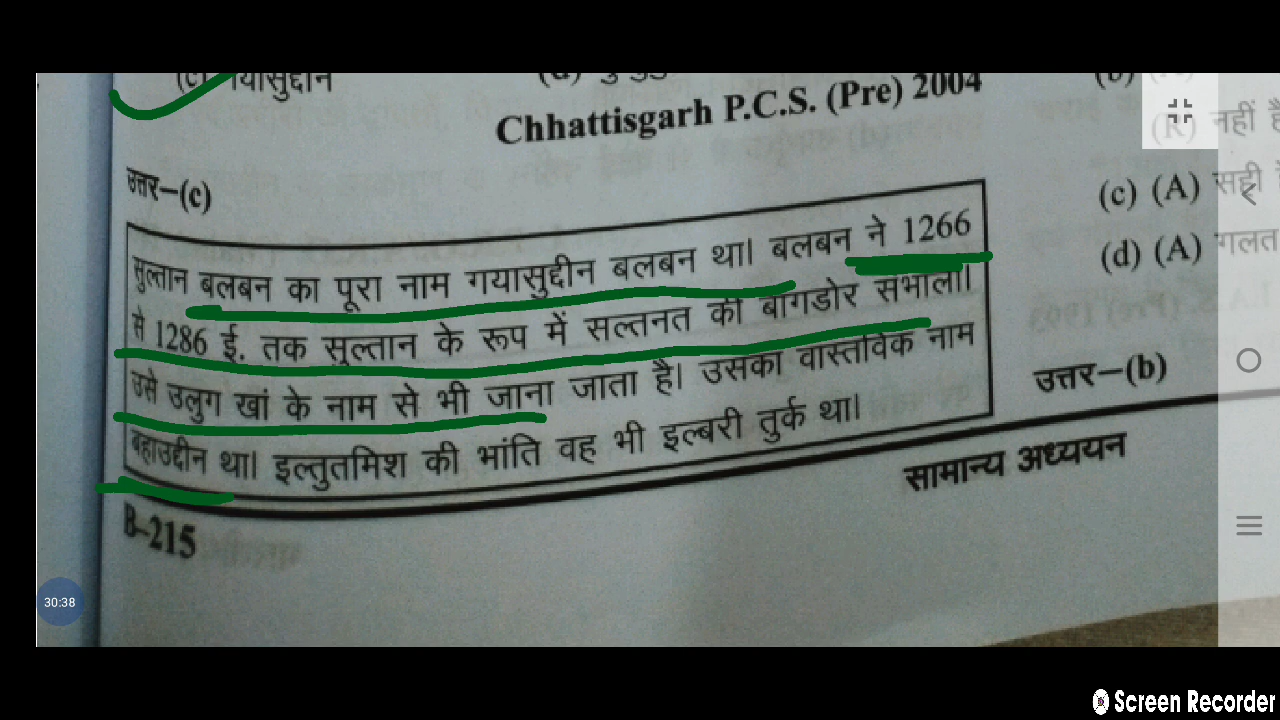 (c) गयासुद्दीन
Chhattisgarh P.C.S. (Pre) 2004
उत्तर–(c)
सुल्तान बलबन का पूरा नाम गयासुद्दीन बलबन था। बलबन ने 1266
से 1286 ई. तक सुल्तान के रूप में सल्तनत की बागडोर संभाली।
उसे उलुग खां के नाम से भी जाना जाता है। उसका वास्तविक नाम
बहाउद्दीन था। इल्तुतमिश की भांति वह भी इल्बरी तुर्क था।
B–215
(R) नहीं है
(c) (A) सही
(d) (A) गलत
उत्तर–(b)
सामान्य अध्ययन
30:38
Screen Recorder